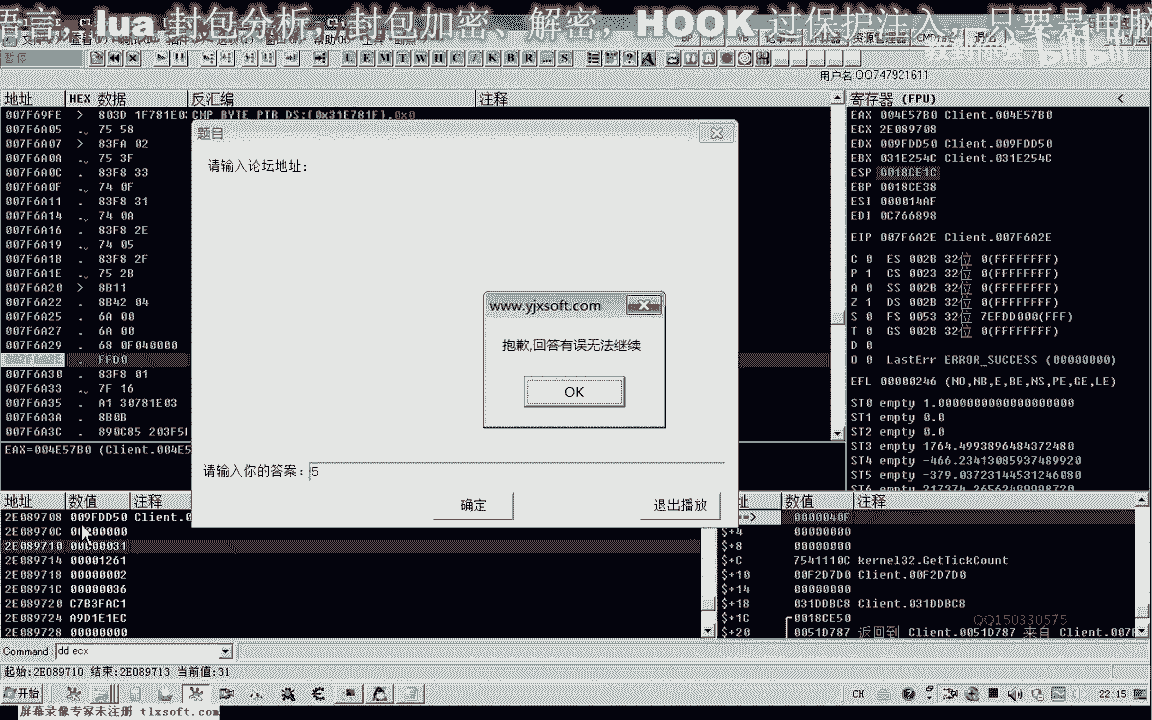 语言，lua 封包分析，封包加密、解密，HOOK 过保护注入，只要是电脑
暂停
L E M T W H C / K B R ... S
用户名 QQ747921611
地址 HEX 数据 反汇编 注释
007F69FE > 803D 1F781E0 CMP BYTE PTR DS:[0x31E781F],0x0
007F6A05 . 75 58
007F6A07 > 83FA 02
007F6A0A . 75 3F
007F6A0C . 83F8 33
007F6A0F . 74 0F
007F6A11 . 83F8 31
007F6A14 . 74 0A
007F6A16 . 83F8 2E
007F6A19 . 74 05
007F6A1B . 83F8 2F
007F6A1E . 75 2B
007F6A20 > 8B11
007F6A22 . 8B42 04
007F6A25 . 6A 00
007F6A27 . 6A 00
007F6A29 . 68 0F040000
FFD0
007F6A30 . 83F8 01
007F6A33 . 7F 16
007F6A35 . A1 30781E03
007F6A3A . 8B0B
007F6A3C . 890C85 203F5
EAX=004E57B0 (Client.004E5
题目
请输入论坛地址:
www.yjxsoft.com
抱歉,回答有误无法继续
OK
请输入你的答案: 5
确定
退出播放
寄存器 (FPU) <
EAX 004E57B0 Client.004E57B0
ECX 2E089708
EDX 009FDD50 Client.009FDD50
EBX 031E254C Client.031E254C
ESP 0018CE1C
EBP 0018CE38
ESI 000014AF
EDI 0C766898
EIP 007F6A2E Client.007F6A2E
C 0 ES 002B 32位 0(FFFFFFFF)
P 1 CS 0023 32位 0(FFFFFFFF)
A 0 SS 002B 32位 0(FFFFFFFF)
Z 1 DS 002B 32位 0(FFFFFFFF)
S 0 FS 0053 32位 7EFDD000(FFF)
T 0 GS 002B 32位 0(FFFFFFFF)
D 0
O 0 LastErr ERROR_SUCCESS (00000000)
EFL 00000246 (NO,NB,E,BE,NS,PE,GE,LE)
ST0 empty 1.0000000000000000000
ST1 empty 0.0
ST2 empty 0.0
ST3 empty 1764.4993896484372480
ST4 empty -466.23413085937489920
ST5 empty -379.03723144531246080
ST6 empty 217374.26562499998720
地址 数值 注释
2E089708 009FDD50 Client.0
2E08970C 00200000
2E089710 00C00031
2E089714 00001261
2E089718 00000002
2E08971C 00000036
2E089720 C7B3FAC1
2E089724 A9D1E1EC
2E089728 00000000
址 数值 注释
==> 0000040F
$+4 00000000
$+8 00000000
$+C 7541110C kernel32.GetTickCount
$+10 00F2D7D0 Client.00F2D7D0
$+14 00000000
$+18 031DDBC8 Client.031DDBC8
$+1C 0018CE50
$+20 0051D787 返回到 Client.0051D787 来自 Client.007F
QQ150330575
Command: dd ecx
起始:2E089710 结束:2E089713 当前值:31
开始
CH
22:15
屏幕录像专家未注册 tlxsoft.com